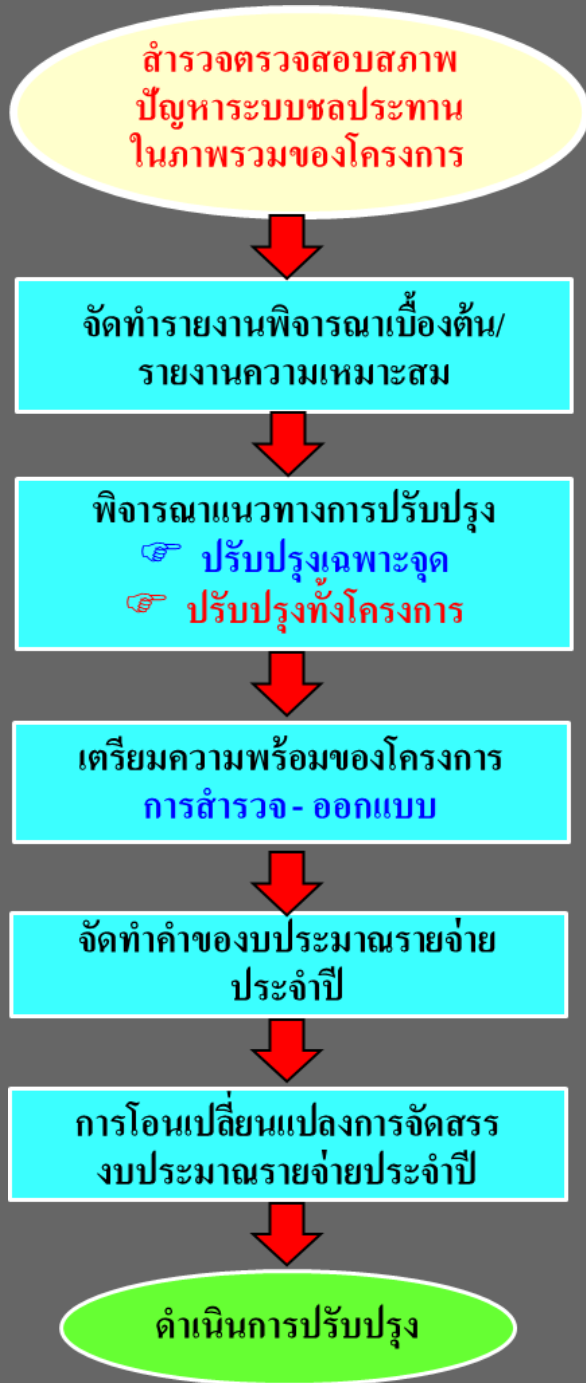 สำรวจตรวจสอบสภาพ
ปัญหาระบบชลประทาน
ในภาพรวมของโครงการ
จัดทำรายงานพิจารณาเบื้องต้น/
รายงานความเหมาะสม
พิจารณาแนวทางการปรับปรุง
☞ ปรับปรุงเฉพาะจุด
☞ ปรับปรุงทั้งโครงการ
เตรียมความพร้อมของโครงการ
การสำรวจ - ออกแบบ
จัดทำคำของบประมาณรายจ่าย
ประจำปี
การโอนเปลี่ยนแปลงการจัดสรร
งบประมาณรายจ่ายประจำปี
ดำเนินการปรับปรุง